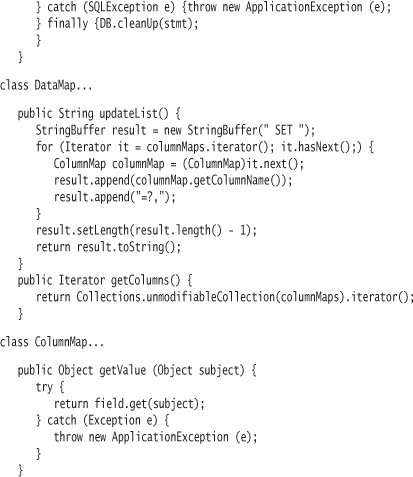 } catch (SQLException e) {throw new ApplicationException (e);
} finally {DB.cleanUp(stmt);
}
}
class DataMap...
public String updateList() {
StringBuffer result = new StringBuffer(" SET ");
for (Iterator it = columnMaps.iterator(); it.hasNext();) {
ColumnMap columnMap = (ColumnMap)it.next();
result.append(columnMap.getColumnName());
result.append("=?,");
}
result.setLength(result.length() - 1);
return result.toString();
}
public Iterator getColumns() {
return Collections.unmodifiableCollection(columnMaps).iterator();
}
class ColumnMap...
public Object getValue (Object subject) {
try {
return field.get(subject);
} catch (Exception e) {
throw new ApplicationException (e);
}
}